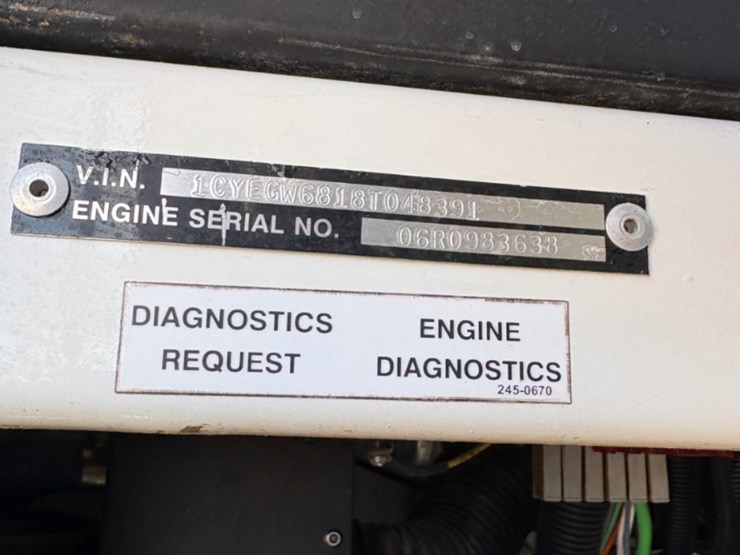 V.I.N. 1CYEGW6818T048391
ENGINE SERIAL NO. 06R0983638
DIAGNOSTICS REQUEST
ENGINE DIAGNOSTICS
245-0670